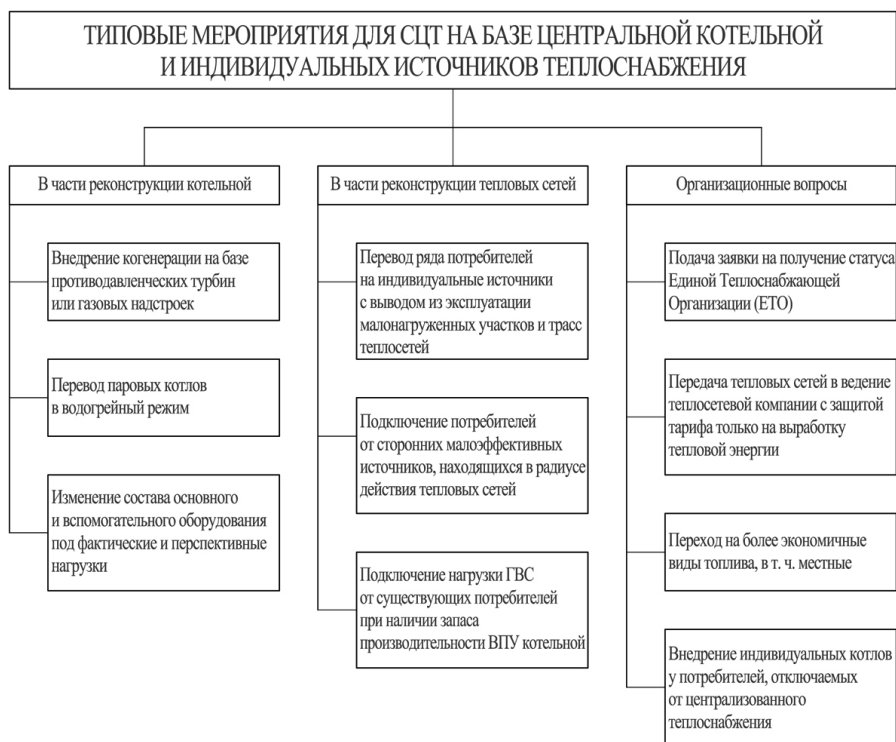 ТИПОВЫЕ МЕРОПРИЯТИЯ ДЛЯ СЦТ НА БАЗЕ ЦЕНТРАЛЬНОЙ КОТЕЛЬНОЙ
И ИНДИВИДУАЛЬНЫХ ИСТОЧНИКОВ ТЕПЛОСНАБЖЕНИЯ
В части реконструкции котельной
Внедрение когенерации на базе
противодавленческих турбин
или газовых надстроек
Перевод паровых котлов
в водогрейный режим
Изменение состава основного
и вспомогательного оборудования
под фактические и перспективные
нагрузки
В части реконструкции тепловых сетей
Перевод ряда потребителей
на индивидуальные источники
с выводом из эксплуатации
малонагруженных участков и трасс
теплосетей
Подключение потребителей
от сторонних малоэффективных
источников, находящихся в радиусе
действия тепловых сетей
Подключение нагрузки ГВС
от существующих потребителей
при наличии запаса
производительности ВПУ котельной
Организационные вопросы
Подача заявки на получение статуса
Единой Теплоснабжающей
Организации (ЕТО)
Передача тепловых сетей в ведение
теплосетевой компании с защитой
тарифа только на выработку
тепловой энергии
Переход на более экономичные
виды топлива, в т. ч. местные
Внедрение индивидуальных котлов
у потребителей, отключаемых
от централизованного
теплоснабжения